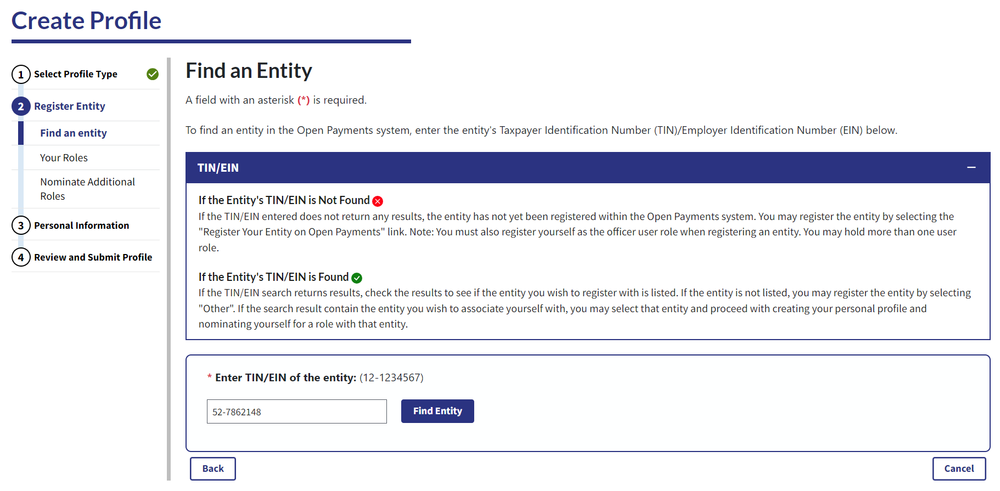 Create Profile
1 Select Profile Type
2 Register Entity
Find an entity
Your Roles
Nominate Additional
Roles
3 Personal Information
4 Review and Submit Profile
Find an Entity
A field with an asterisk (*) is required.
To find an entity in the Open Payments system, enter the entity's Taxpayer Identification Number (TIN)/Employer Identification Number (EIN) below.
TIN/EIN
If the Entity's TIN/EIN is Not Found
If the TIN/EIN entered does not return any results, the entity has not yet been registered within the Open Payments system. You may register the entity by selecting the
"Register Your Entity on Open Payments" link. Note: You must also register yourself as the officer user role when registering an entity. You may hold more than one user
role.
If the Entity's TIN/EIN is Found
If the TIN/EIN search returns results, check the results to see if the entity you wish to register with is listed. If the entity is not listed, you may register the entity by selecting
"Other". If the search result contain the entity you wish to associate yourself with, you may select that entity and proceed with creating your personal profile and
nominating yourself for a role with that entity.
* Enter TIN/EIN of the entity: (12-1234567)
52-7862148
Find Entity
Back
Cancel